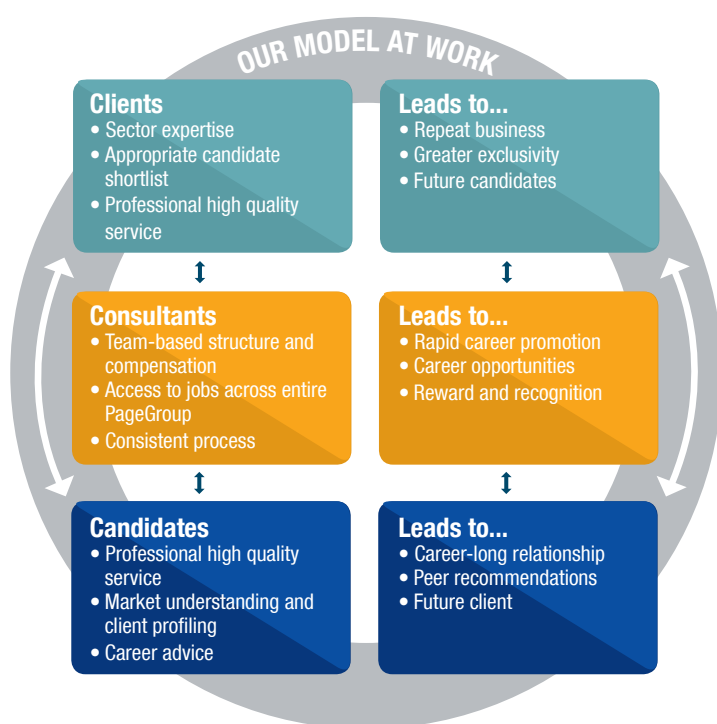 OUR MODEL AT WORK
Clients
• Sector expertise
• Appropriate candidate
shortlist
• Professional high quality
service
Leads to...
• Repeat business
• Greater exclusivity
• Future candidates
Consultants
• Team-based structure and
compensation
• Access to jobs across entire
PageGroup
• Consistent process
Leads to...
• Rapid career promotion
• Career opportunities
• Reward and recognition
Candidates
• Professional high quality
service
• Market understanding and
client profiling
• Career advice
Leads to...
• Career-long relationship
• Peer recommendations
• Future client